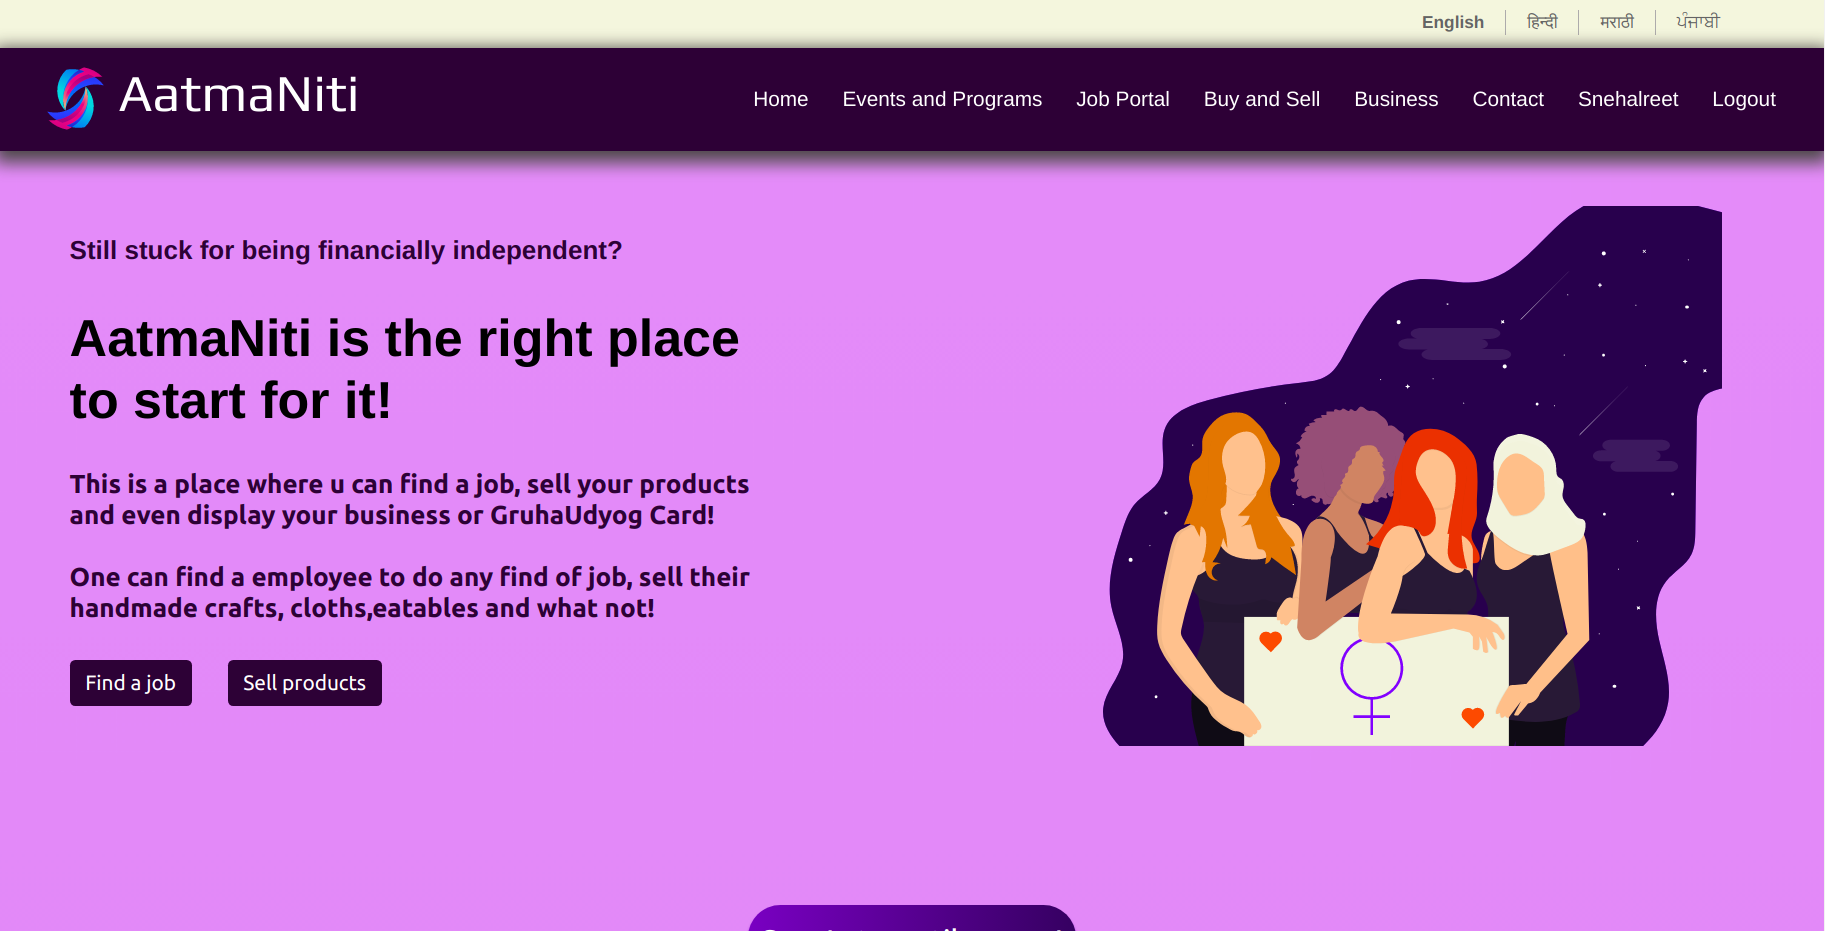 English
हिन्दी
मराठी
ਪੰਜਾਬੀ
AatmaNiti
Home
Events and Programs
Job Portal
Buy and Sell
Business
Contact
Snehalreet
Logout
Still stuck for being financially independent?
AatmaNiti is the right place
to start for it!
This is a place where u can find a job, sell your products
and even display your business or GruhaUdyog Card!
One can find a employee to do any find of job, sell their
handmade crafts, cloths,eatables and what not!
Find a job
Sell products